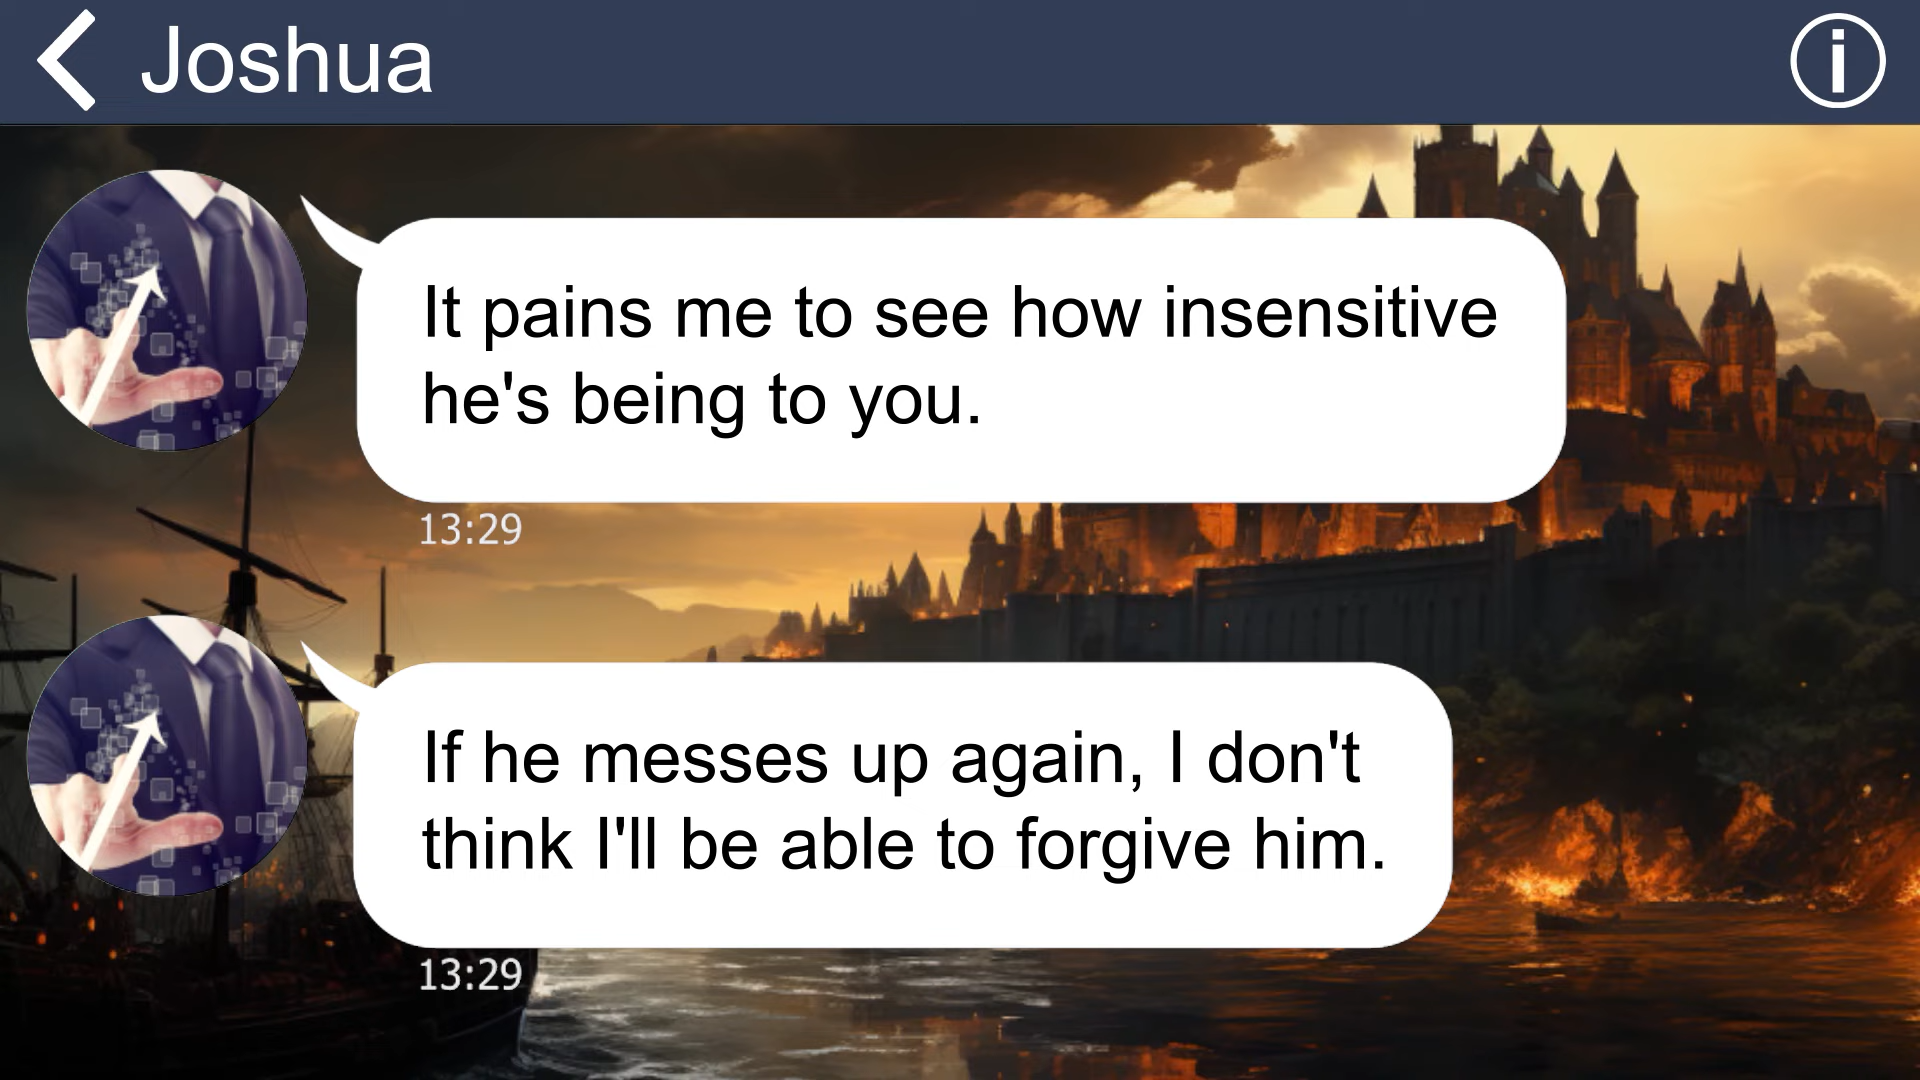 Joshua
It pains me to see how insensitive
he's being to you.
13:29
If he messes up again, I don't
think I'll be able to forgive him.
13:29